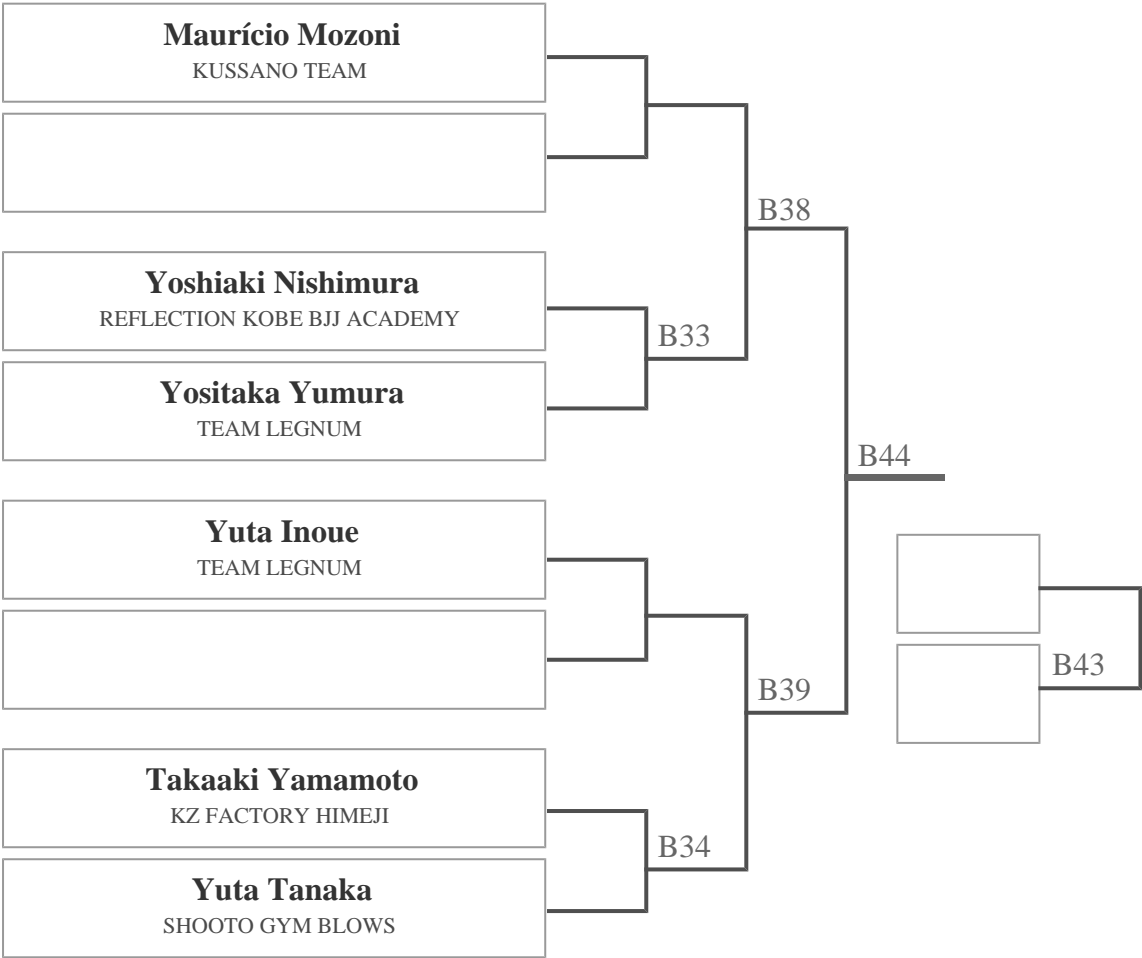 Maurício Mozoni
KUSSANO TEAM
B38
Yoshiaki Nishimura
REFLECTION KOBE BJJ ACADEMY
B33
Yositaka Yumura
TEAM LEGNUM
B44
Yuta Inoue
TEAM LEGNUM
B43
B39
Takaaki Yamamoto
KZ FACTORY HIMEJI
B34
Yuta Tanaka
SHOOTO GYM BLOWS